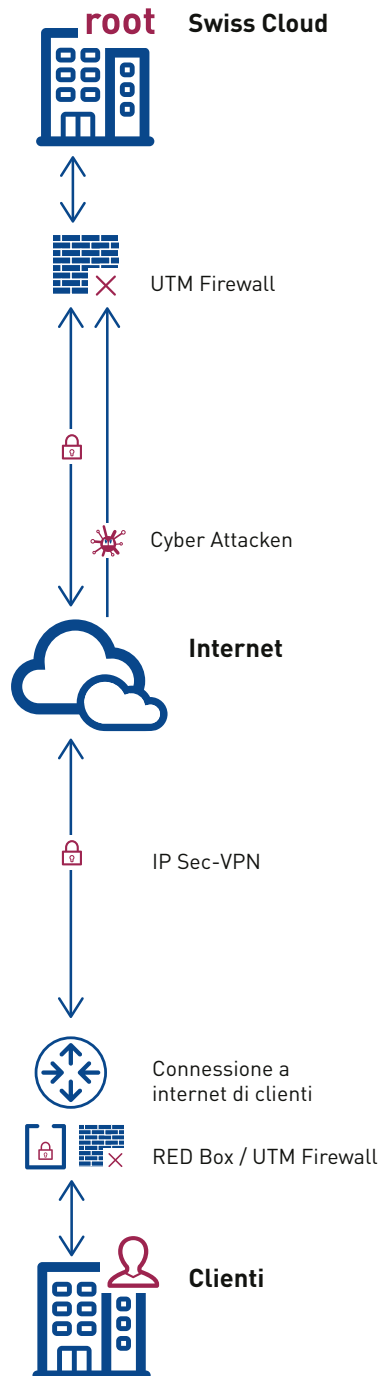 root Swiss Cloud
UTM Firewall
Cyber Attacken
Internet
IP Sec-VPN
Connessione a
internet di clienti
RED Box / UTM Firewall
Clienti